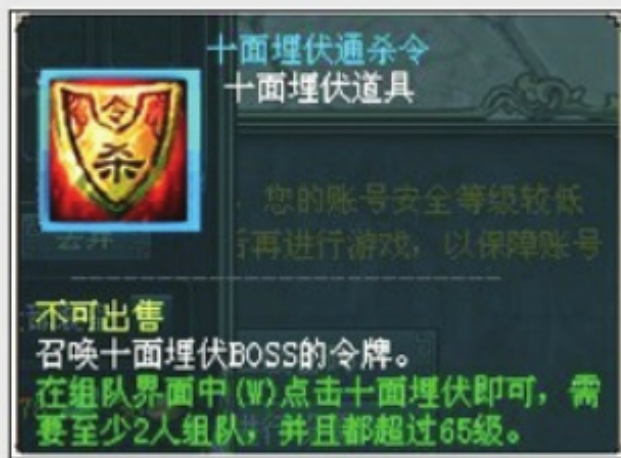 十面埋伏通杀令
十面埋伏道具
令
杀
您的账号安全等级较低
后再进行游戏，以保障账号
丢弃
不可出售
召唤十面埋伏BOSS的令牌。
在组队界面中(W)点击十面埋伏即可，需
要至少2人组队，并且都超过65级。